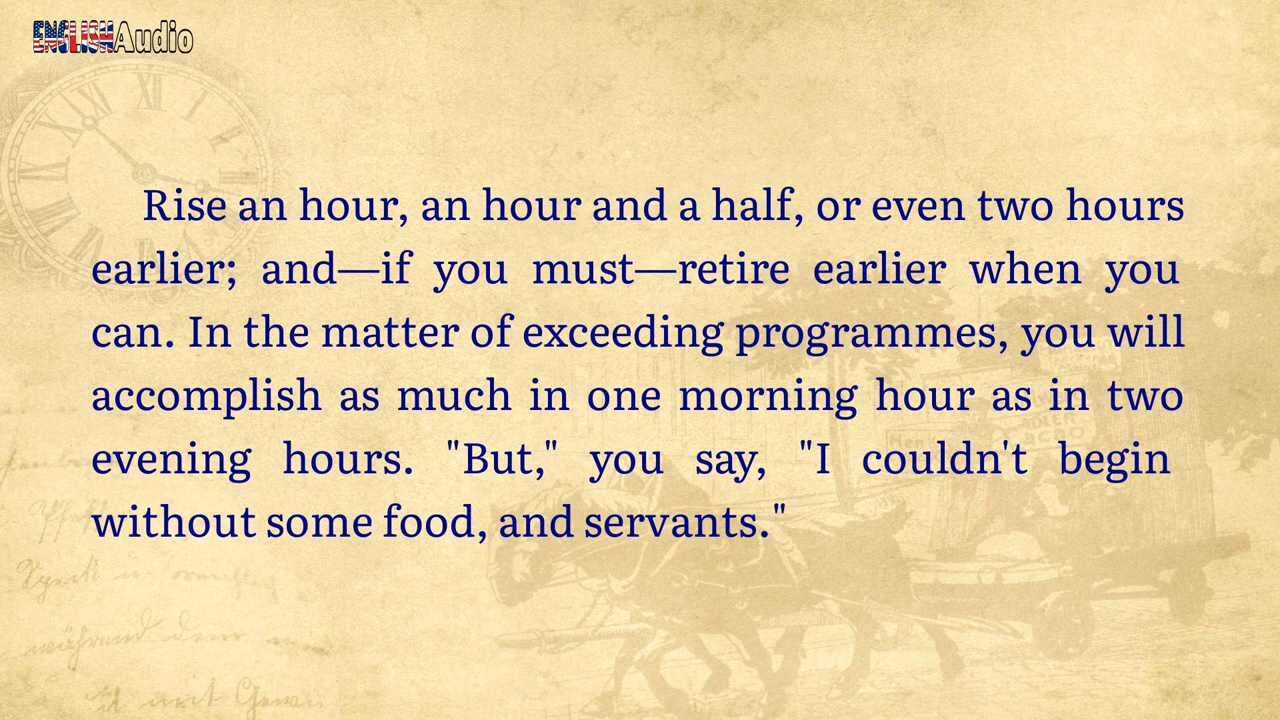 ENGLISHAudio
Rise an hour, an hour and a half, or even two hours
earlier; and—if you must—retire earlier when you
can. In the matter of exceeding programmes, you will
accomplish as much in one morning hour as in two
evening hours. "But," you say, "I couldn't begin
without some food, and servants."